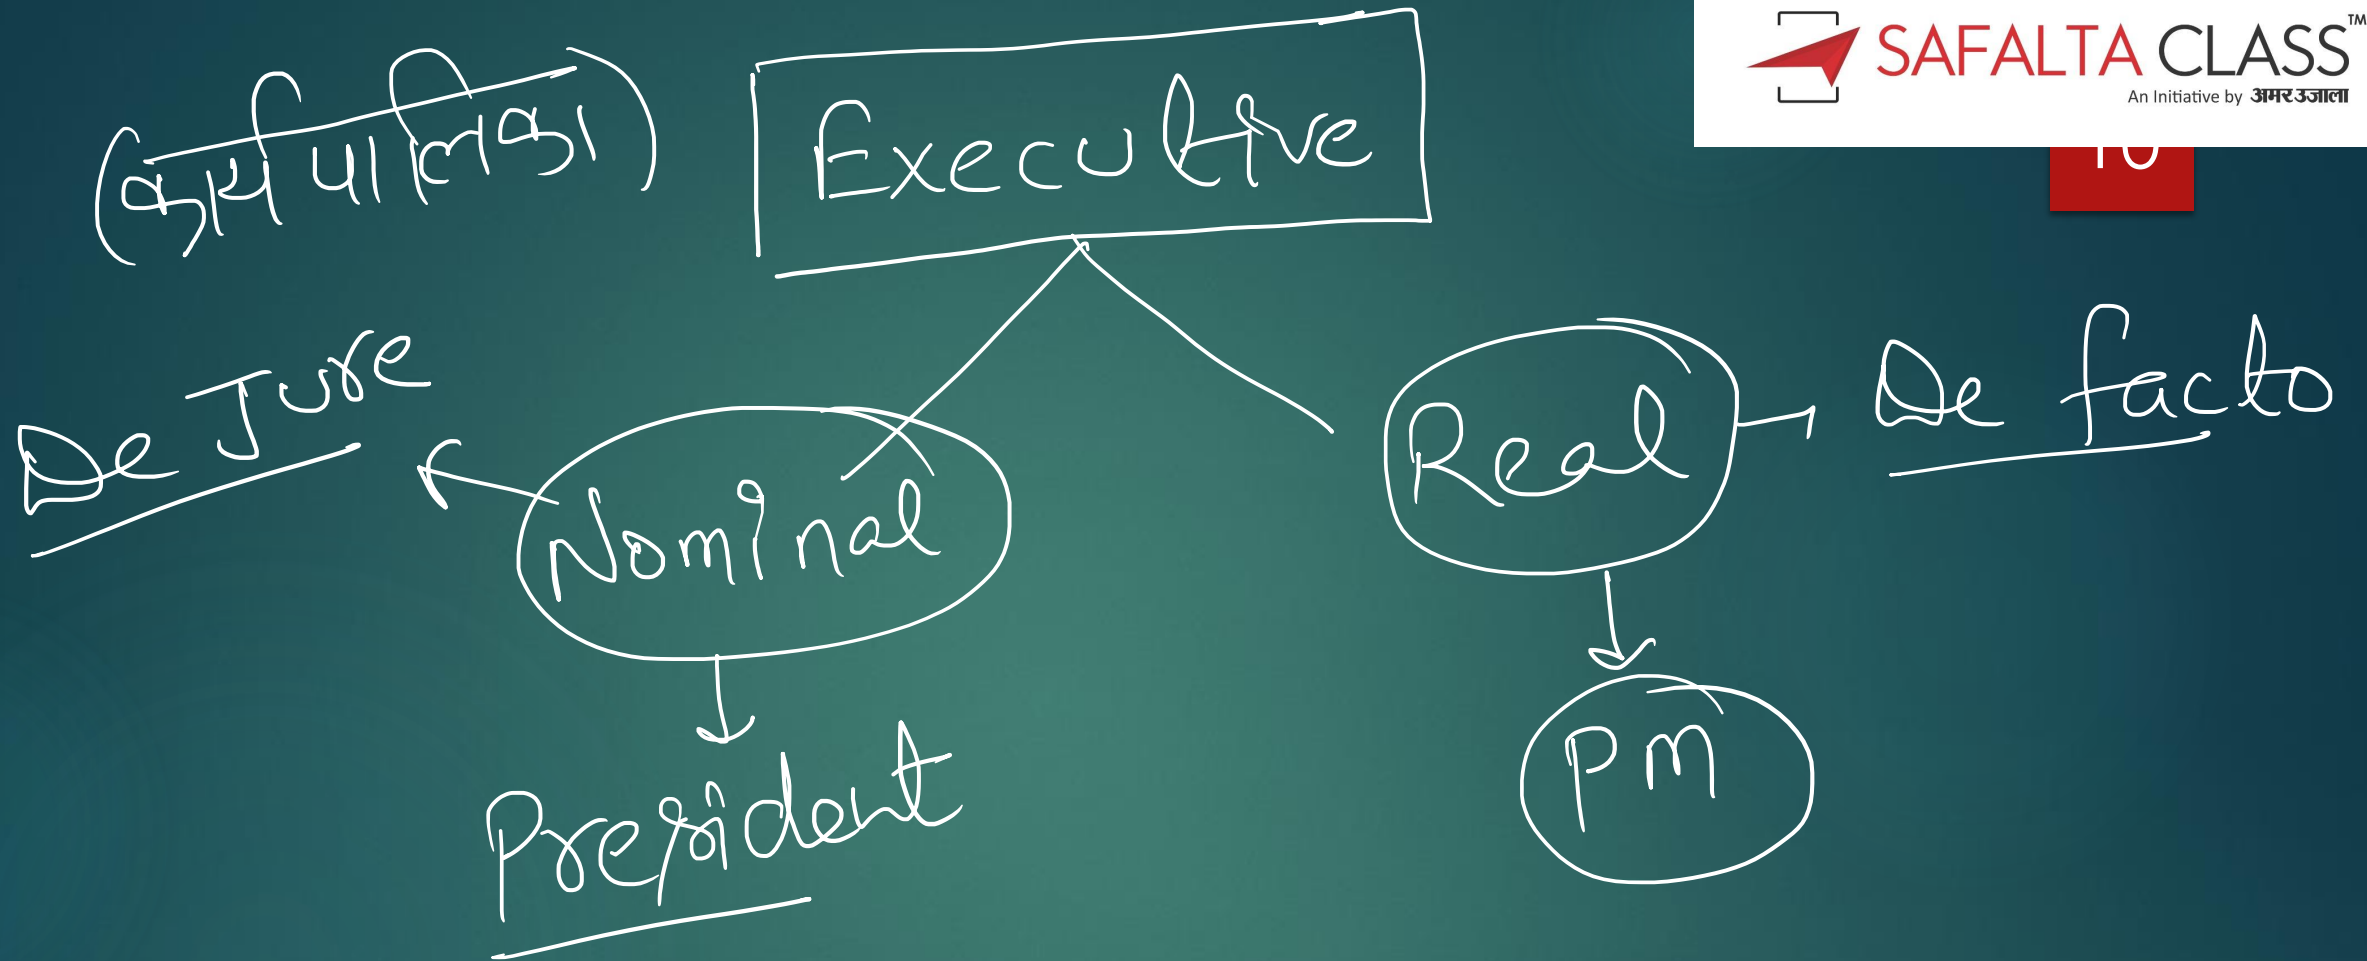 SAFALTA CLASS™
An Initiative by अमर उजाला
(कार्यपालिका)
Executive
De Jure
Nominal
Real
De facto
President
PM